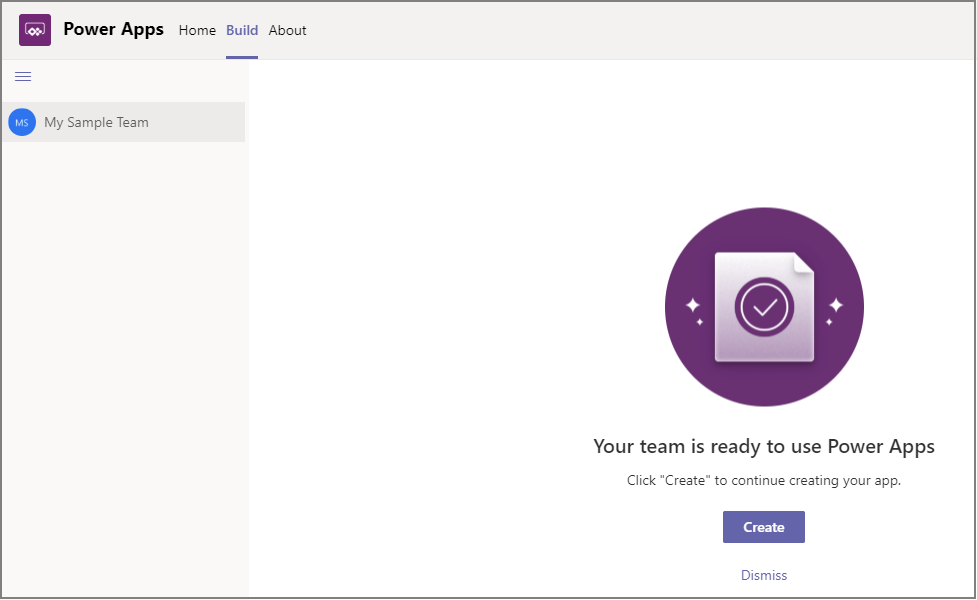 Power Apps Home Build About
MS My Sample Team
Your team is ready to use Power Apps
Click "Create" to continue creating your app.
Create
Dismiss